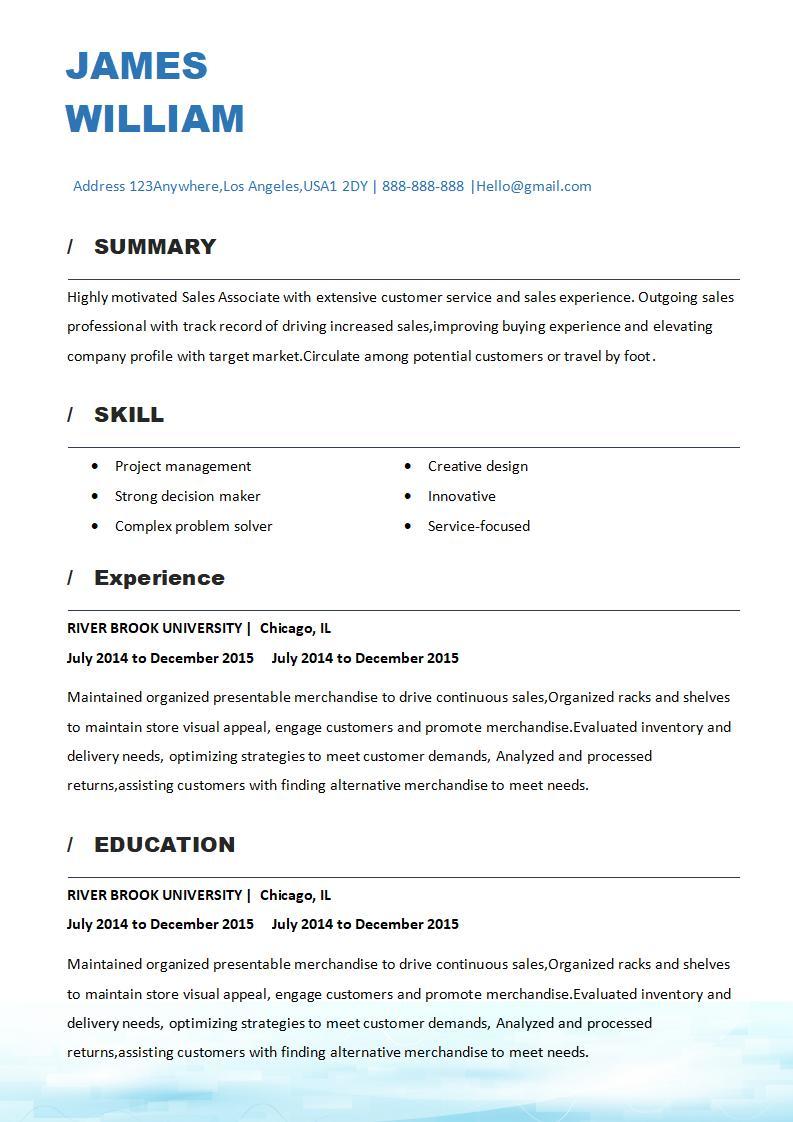 JAMES
WILLIAM
Address 123Anywhere,Los Angeles,USA1 2DY | 888-888-888 |Hello@gmail.com
/ SUMMARY
Highly motivated Sales Associate with extensive customer service and sales experience. Outgoing sales
professional with track record of driving increased sales,improving buying experience and elevating
company profile with target market.Circulate among potential customers or travel by foot.
/ SKILL
• Project management • Creative design
• Strong decision maker • Innovative
• Complex problem solver • Service-focused
/ Experience
RIVER BROOK UNIVERSITY | Chicago, IL
July 2014 to December 2015 July 2014 to December 2015
Maintained organized presentable merchandise to drive continuous sales,Organized racks and shelves
to maintain store visual appeal, engage customers and promote merchandise.Evaluated inventory and
delivery needs, optimizing strategies to meet customer demands, Analyzed and processed
returns,assisting customers with finding alternative merchandise to meet needs.
/ EDUCATION
RIVER BROOK UNIVERSITY | Chicago, IL
July 2014 to December 2015 July 2014 to December 2015
Maintained organized presentable merchandise to drive continuous sales,Organized racks and shelves
to maintain store visual appeal, engage customers and promote merchandise.Evaluated inventory and
delivery needs, optimizing strategies to meet customer demands, Analyzed and processed
returns,assisting customers with finding alternative merchandise to meet needs.